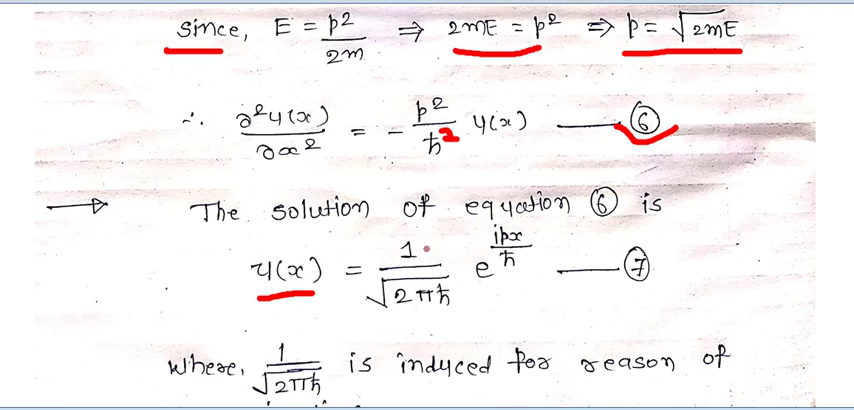 Since, E = p²/2m ⇒ 2mE = p² ⇒ p = √2mE
∴ ∂²ψ(x)/∂x² = - p²/ħ² ψ(x) —— ⑥
→ The solution of equation ⑥ is
ψ(x) = 1/√2πħ e^(ipx/ħ) —— ⑦
where, 1/√2πħ is induced for reason of